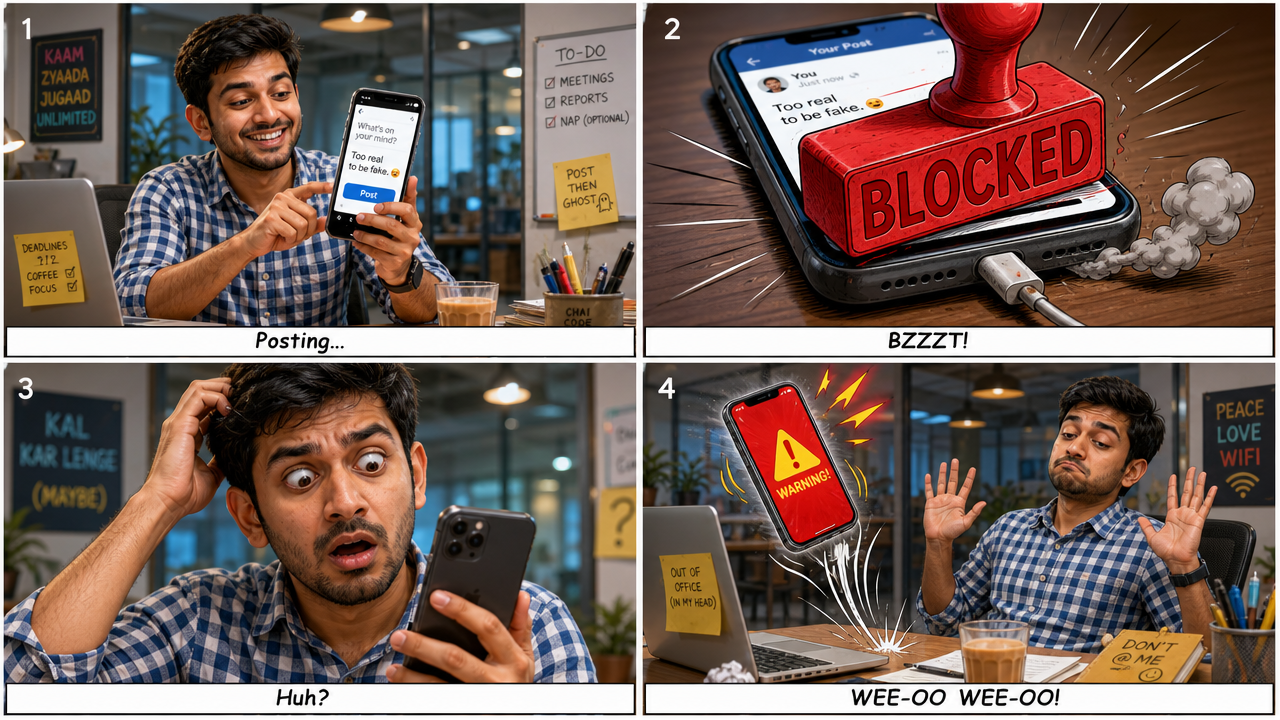 1
KAAM
ZYAADA
JUGAAD
UNLIMITED
What's on
your mind?
Too real
to be fake. 😉
Post
TO-DO
☑ MEETINGS
☑ REPORTS
☑ NAP (OPTIONAL)
POST
THEN
GHOST
DEADLINES
???
COFFEE ☑
FOCUS ☑
CHAI
CODE
Posting...
2
Your Post
You
Just now
Too real
to be fake. 😉
BLOCKED
BZZZT!
3
KAL
KAR LENGE
(MAYBE)
?
Huh?
4
WARNING!
PEACE
LOVE
WIFI
OUT OF
OFFICE
(IN MY HEAD)
DON'T
@ ME
WEE-OO WEE-OO!